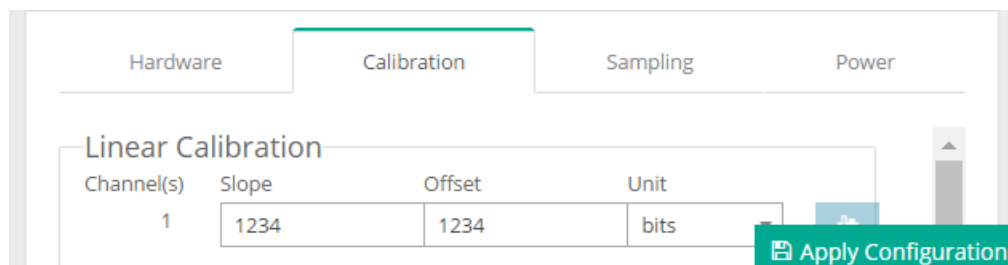 Hardware Calibration Sampling Power
Linear Calibration
Channel(s) Slope Offset Unit
1 1234 1234 bits
Apply Configuration